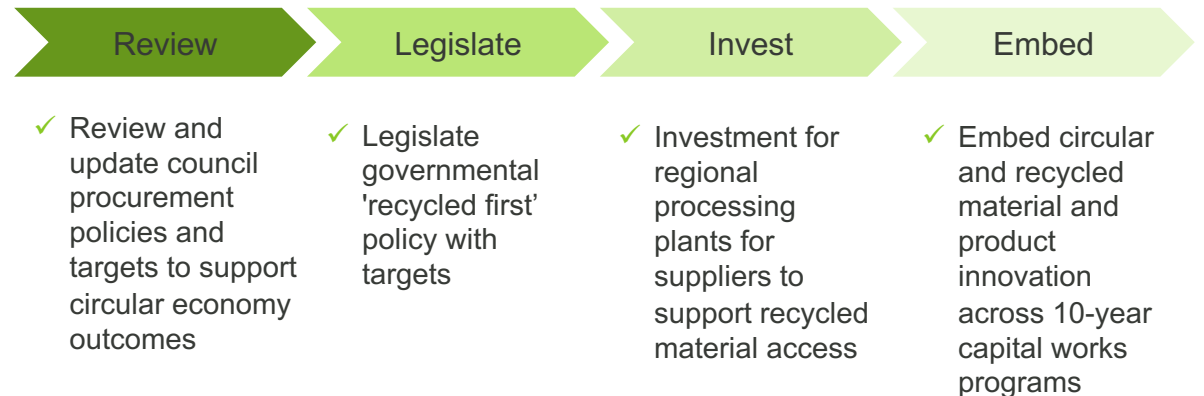 Review
Legislate
Invest
Embed
✓ Review and
update council
procurement
policies and
targets to support
circular economy
outcomes
✓ Legislate
governmental
'recycled first’
policy with
targets
✓ Investment for
regional
processing
plants for
suppliers to
support recycled
material access
✓ Embed circular
and recycled
material and
product
innovation
across 10-year
capital works
programs